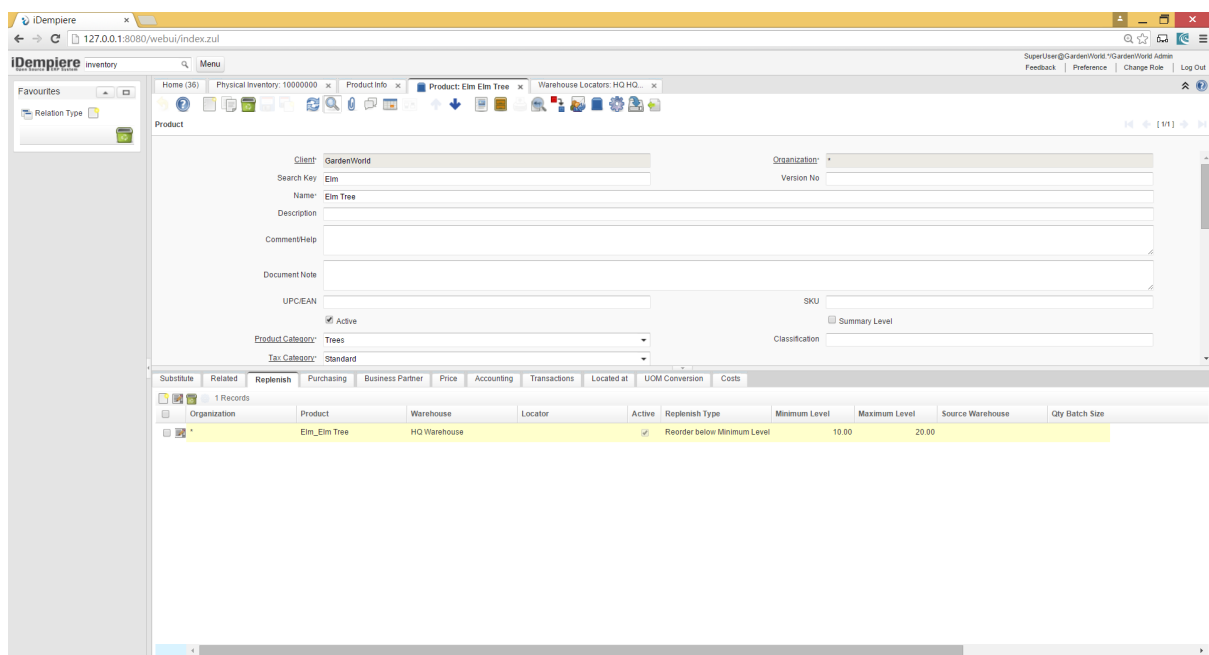 iDempiere
127.0.0.1:8080/webui/index.zul
iDempiere inventory Menu
SuperUser@GardenWorld.*/GardenWorld Admin
Feedback Preference Change Role Log Out
Favourites
Relation Type
Home (36) Physical Inventory: 10000000 Product Info Product: Elm Elm Tree Warehouse Locators: HQ HQ...
Product [1/1]
Client GardenWorld Organization *
Search Key Elm Version No
Name Elm Tree
Description
Comment/Help
Document Note
UPC/EAN SKU
Active Summary Level
Product Category Trees Classification
Tax Category Standard
Substitute Related Replenish Purchasing Business Partner Price Accounting Transactions Located at UOM Conversion Costs
1 Records
Organization Product Warehouse Locator Active Replenish Type Minimum Level Maximum Level Source Warehouse Qty Batch Size
* Elm_Elm Tree HQ Warehouse Reorder below Minimum Level 10.00 20.00